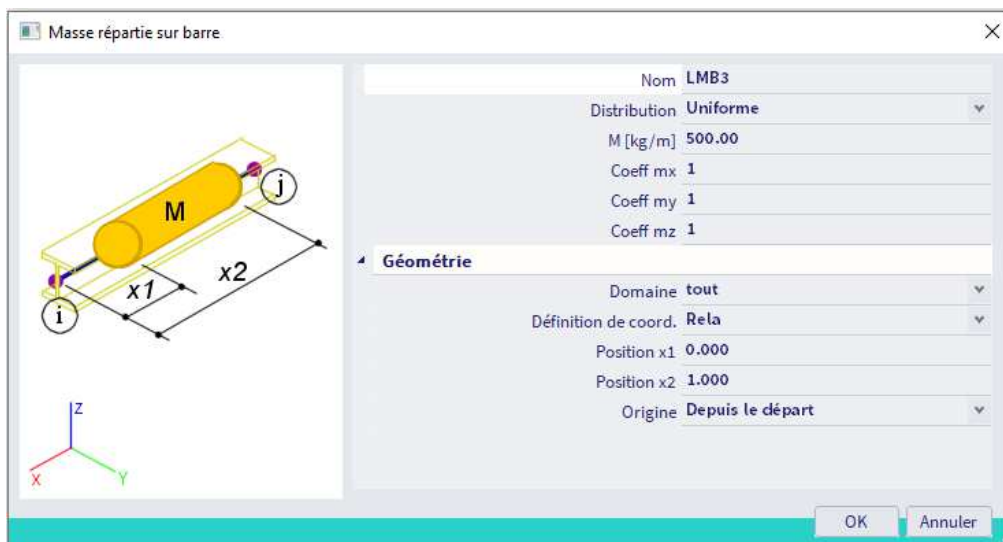 Masse répartie sur barre
M
j
x2
x1
i
Z
X
Y
Nom LMB3
Distribution Uniforme
M [kg/m] 500.00
Coeff mx 1
Coeff my 1
Coeff mz 1
Géométrie
Domaine tout
Définition de coord. Rela
Position x1 0.000
Position x2 1.000
Origine Depuis le départ
OK Annuler